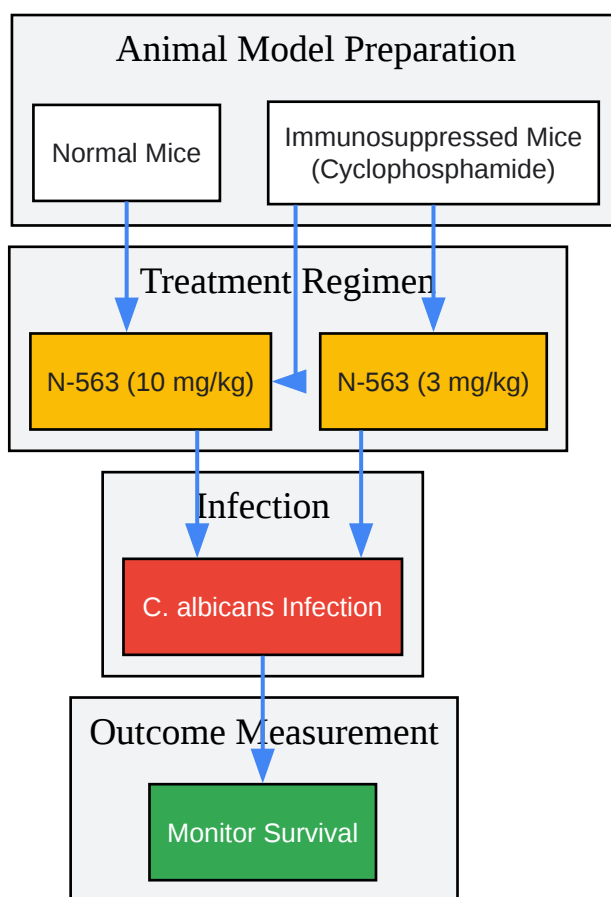 Animal Model Preparation
Normal Mice
Immunosuppressed Mice
(Cyclophosphamide)
Treatment Regimen
N-563 (10 mg/kg)
N-563 (3 mg/kg)
Infection
C. albicans Infection
Outcome Measurement
Monitor Survival